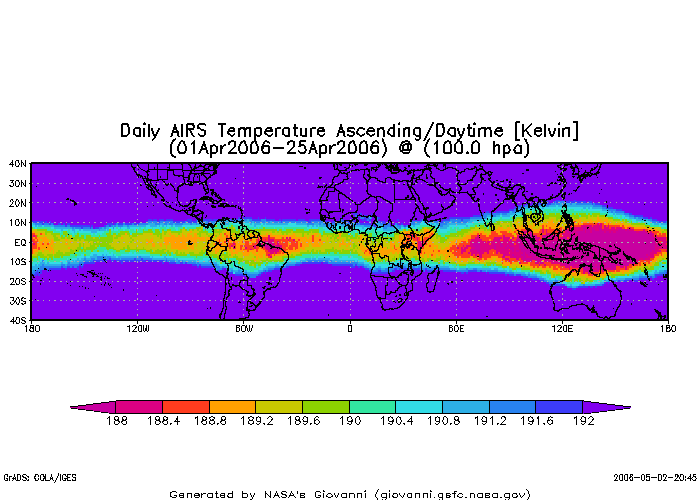 Daily AIRS Temperature Ascending/Daytime [Kelvin]
(01Apr2006-25Apr2006) @ (100.0 hpa)
40N
30N
20N
10N
EQ
10S
20S
30S
40S
180 120W 60W 0 60E 120E 180
188 188.4 188.8 189.2 189.6 190 190.4 190.8 191.2 191.6 192
GrADS: COLA/IGES 2006-05-02-20:45
Generated by NASA's Giovanni (giovanni.gsfc.nasa.gov)